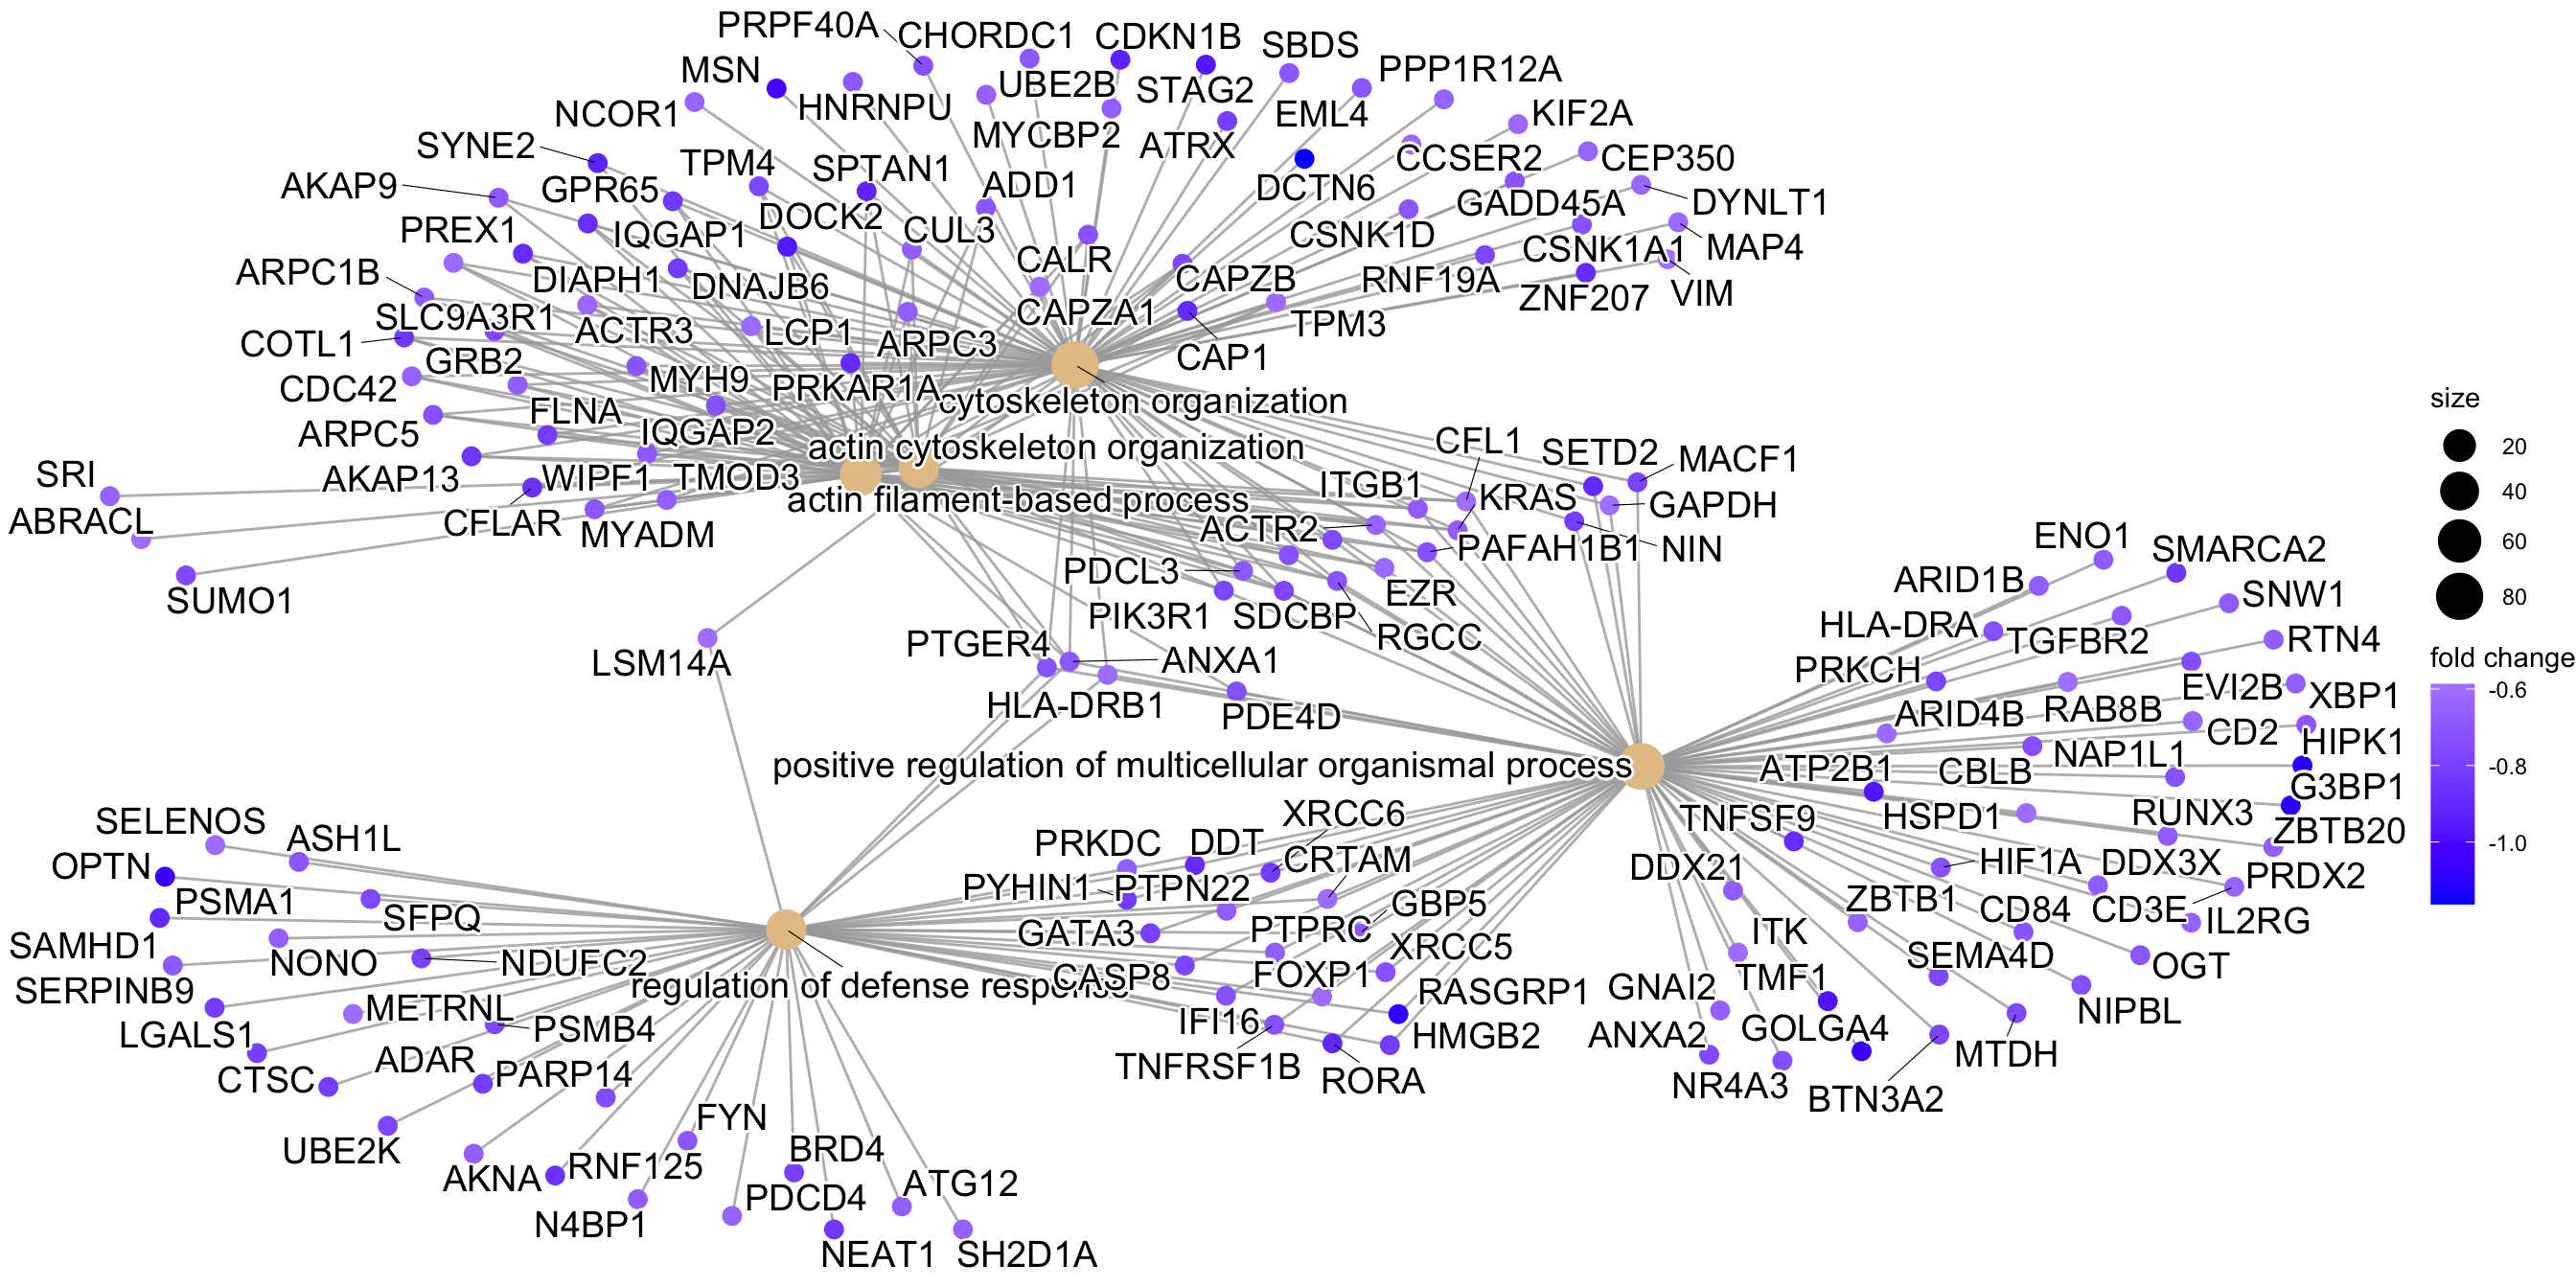 PRPF40A
CHORDC1
CDKN1B
SBDS
MSN
UBE2B
STAG2
PPP1R12A
NCOR1
HNRNPU
MYCBP2
ATRX
EML4
KIF2A
SYNE2
TPM4
SPTAN1
ADD1
DCTN6
CCSER2
CEP350
AKAP9
GPR65
DOCK2
CUL3
CSNK1D
GADD45A
DYNLT1
PREX1
IQGAP1
CALR
CAPZB
RNF19A
CSNK1A1
MAP4
ARPC1B
DIAPH1
DNAJB6
CAPZA1
TPM3
ZNF207
VIM
SLC9A3R1
ACTR3
LCP1
ARPC3
CAP1
COTL1
GRB2
MYH9
PRKAR1A
cytoskeleton organization
CDC42
FLNA
IQGAP2
actin cytoskeleton organization
ARPC5
AKAP13
WIPF1
TMOD3
actin filament-based process
SRI
ABRACL
CFLAR
MYADM
SUMO1
CFL1
SETD2
MACF1
ITGB1
KRAS
GAPDH
ACTR2
PAFAH1B1
NIN
PDCL3
EZR
PIK3R1
SDCBP
RGCC
LSM14A
PTGER4
ANXA1
HLA-DRB1
PDE4D
positive regulation of multicellular organismal process
ENO1
SMARCA2
ARID1B
SNW1
HLA-DRA
TGFBR2
RTN4
PRKCH
EVI2B
XBP1
ARID4B
RAB8B
CD2
HIPK1
ATP2B1
CBLB
NAP1L1
G3BP1
TNFSF9
HSPD1
RUNX3
ZBTB20
DDX21
HIF1A
DDX3X
PRDX2
ZBTB1
CD84
CD3E
IL2RG
ITK
SEMA4D
OGT
TMF1
NIPBL
GNAI2
GOLGA4
ANXA2
MTDH
NR4A3
BTN3A2
XRCC6
PRKDC
DDT
CRTAM
PYHIN1
PTPN22
GBP5
GATA3
PTPRC
XRCC5
CASP8
FOXP1
RASGRP1
IFI16
HMGB2
TNFRSF1B
RORA
regulation of defense response
SELENOS
ASH1L
OPTN
PSMA1
SFPQ
SAMHD1
NONO
NDUFC2
SERPINB9
METRNL
LGALS1
PSMB4
ADAR
CTSC
PARP14
UBE2K
FYN
AKNA
RNF125
BRD4
N4BP1
PDCD4
ATG12
NEAT1
SH2D1A
size
20
40
60
80
fold change
-0.6
-0.8
-1.0